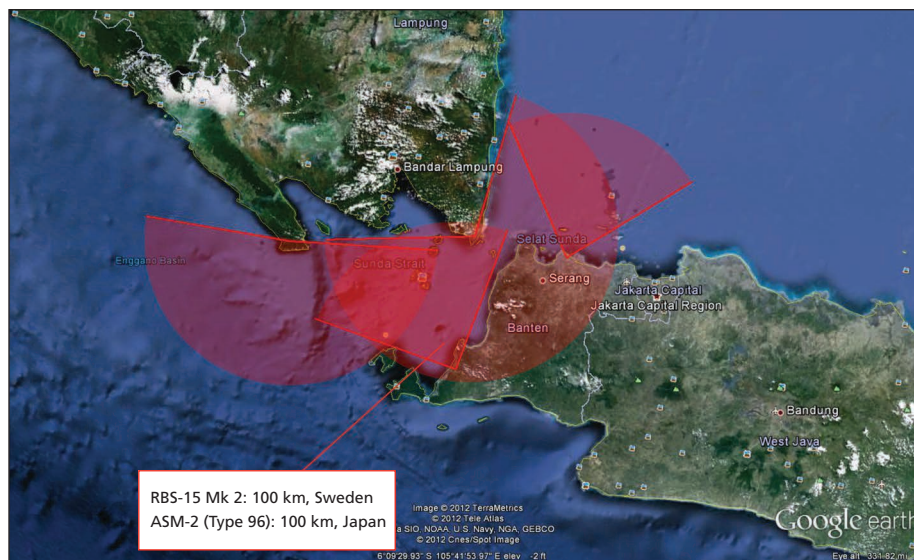 Lampung
Bandar Lampung
Enggano Basin
Sunda Strait
Selat Sunda
Serang
Jakarta Capital
Jakarta Capital Region
Banten
Bandung
West Java
RBS-15 Mk 2: 100 km, Sweden
ASM-2 (Type 96): 100 km, Japan
Image © 2012 TerraMetrics
© 2012 Tele Atlas
a SIO, NOAA, U.S. Navy, NGA, GEBCO
© 2012 Cnes/Spot Image
Google earth
6°09'29.93" S 105°41'53.97" E elev -2 ft
Eye alt 331.82 mi